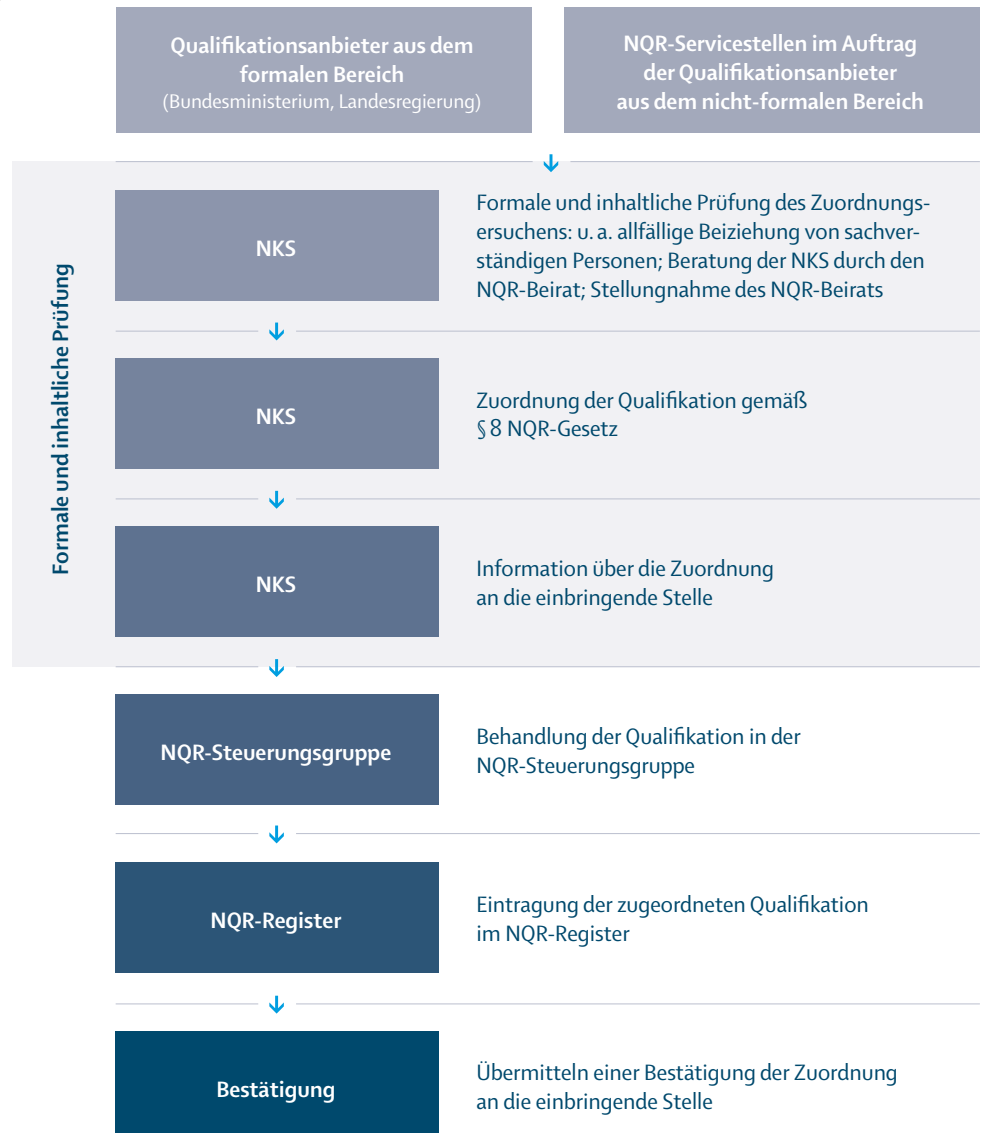 Qualifikationsanbieter aus dem
formalen Bereich
(Bundesministerium, Landesregierung)
NQR-Servicestellen im Auftrag
der Qualifikationsanbieter
aus dem nicht-formalen Bereich
Formale und inhaltliche Prüfung
NKS
Formale und inhaltliche Prüfung des Zuordnungs-
ersuchens: u. a. allfällige Beiziehung von sachver-
ständigen Personen; Beratung der NKS durch den
NQR-Beirat; Stellungnahme des NQR-Beirats
NKS
Zuordnung der Qualifikation gemäß
§ 8 NQR-Gesetz
NKS
Information über die Zuordnung
an die einbringende Stelle
NQR-Steuerungsgruppe
Behandlung der Qualifikation in der
NQR-Steuerungsgruppe
NQR-Register
Eintragung der zugeordneten Qualifikation
im NQR-Register
Bestätigung
Übermitteln einer Bestätigung der Zuordnung
an die einbringende Stelle